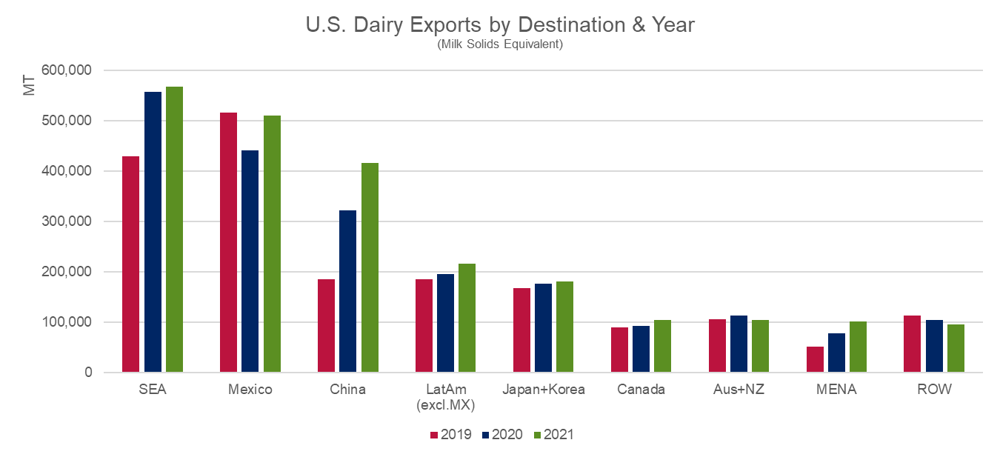 U.S. Dairy Exports by Destination & Year
(Milk Solids Equivalent)
MT
600,000
500,000
400,000
300,000
200,000
100,000
0
SEA Mexico China LatAm Japan+Korea Canada Aus+NZ MENA ROW
(excl.MX)
2019 2020 2021